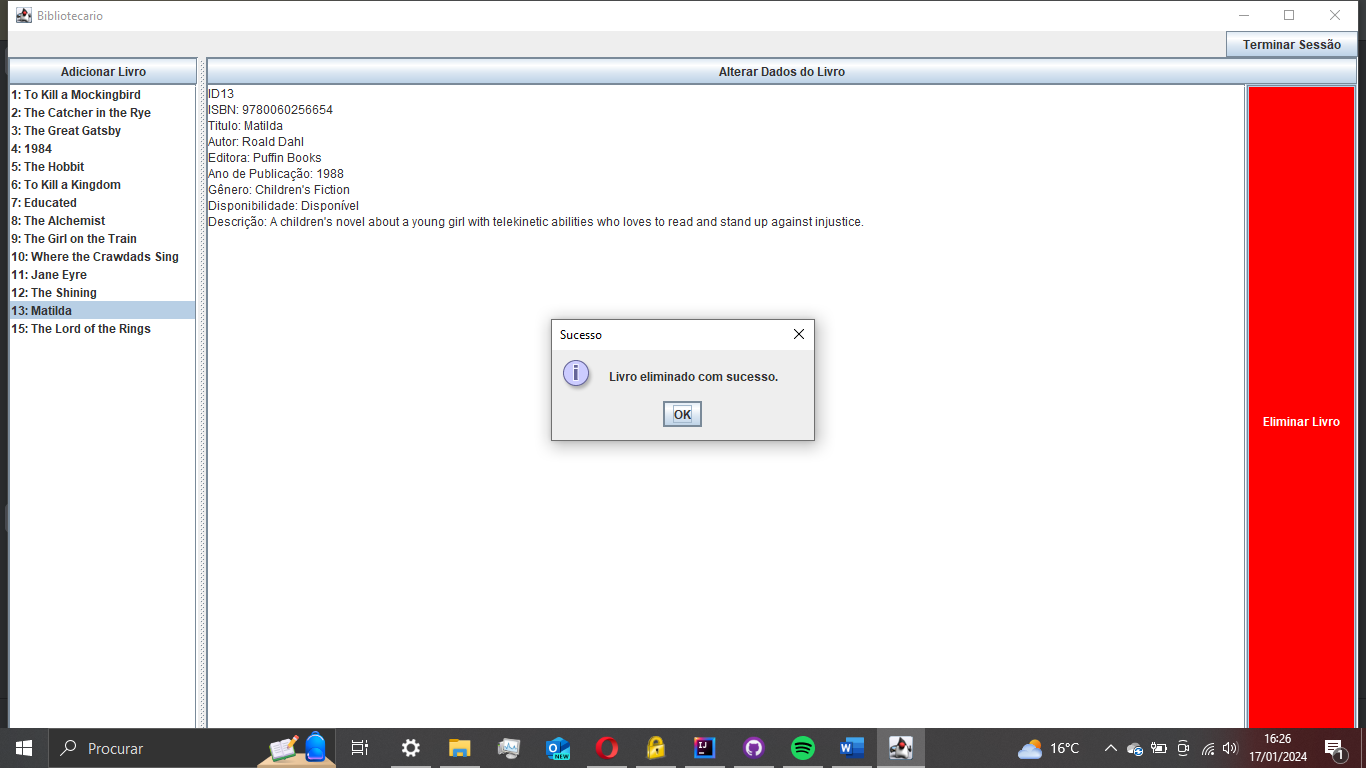 Bibliotecario
Terminar Sessão
Adicionar Livro
Alterar Dados do Livro
1: To Kill a Mockingbird
2: The Catcher in the Rye
3: The Great Gatsby
4: 1984
5: The Hobbit
6: To Kill a Kingdom
7: Educated
8: The Alchemist
9: The Girl on the Train
10: Where the Crawdads Sing
11: Jane Eyre
12: The Shining
13: Matilda
15: The Lord of the Rings
ID13
ISBN: 9780060256654
Titulo: Matilda
Autor: Roald Dahl
Editora: Puffin Books
Ano de Publicação: 1988
Gênero: Children's Fiction
Disponibilidade: Disponível
Descrição: A children's novel about a young girl with telekinetic abilities who loves to read and stand up against injustice.
Sucesso
Livro eliminado com sucesso.
OK
Eliminar Livro
Procurar
NEW
IJ
W
16°C
16:26
17/01/2024
1